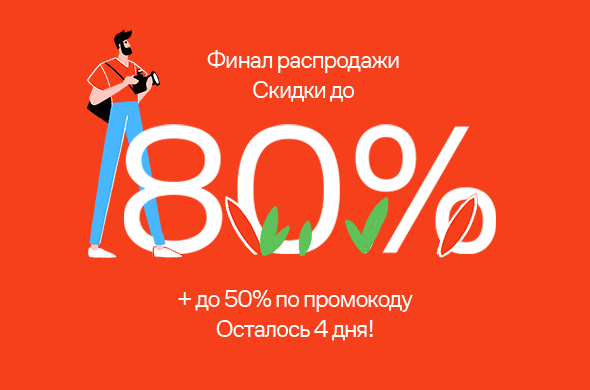 Финал распродажи
Скидки до
80%
+ до 50% по промокоду
Осталось 4 дня!